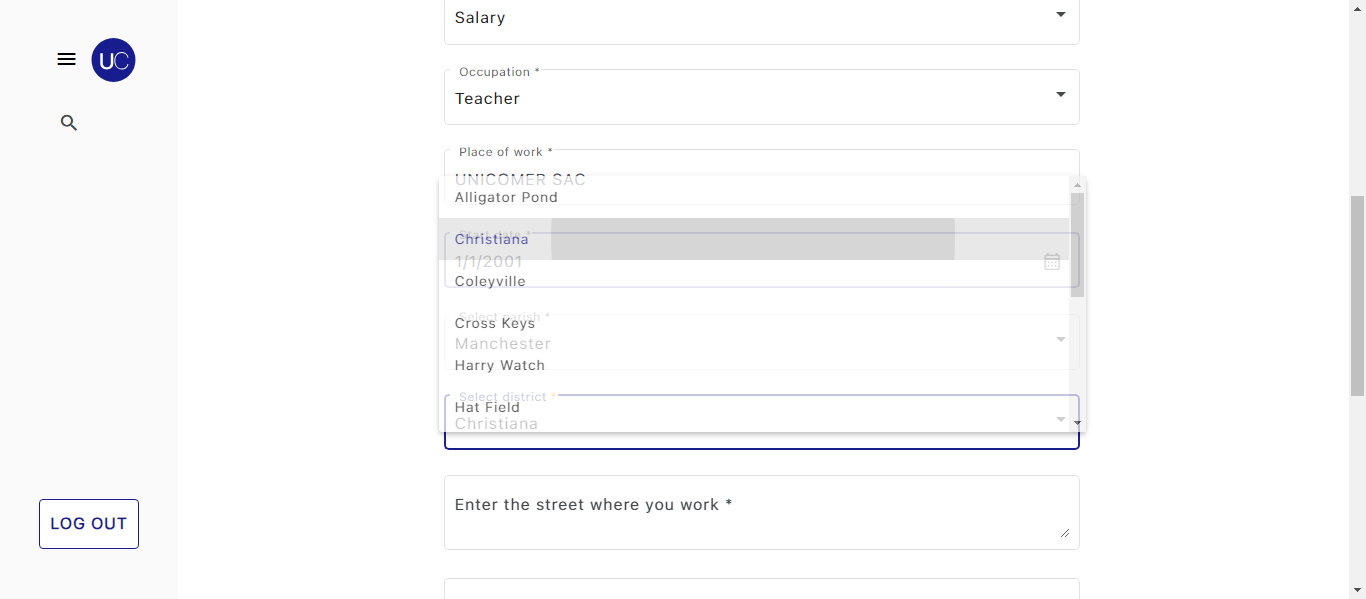 Salary
UC
Occupation *
Teacher
Place of work *
UNICOMER SAC
Alligator Pond
Start date *
Christiana
1/1/2001
Coleyville
Select parish *
Cross Keys
Manchester
Harry Watch
Select district *
Hat Field
Christiana
Enter the street where you work *
LOG OUT